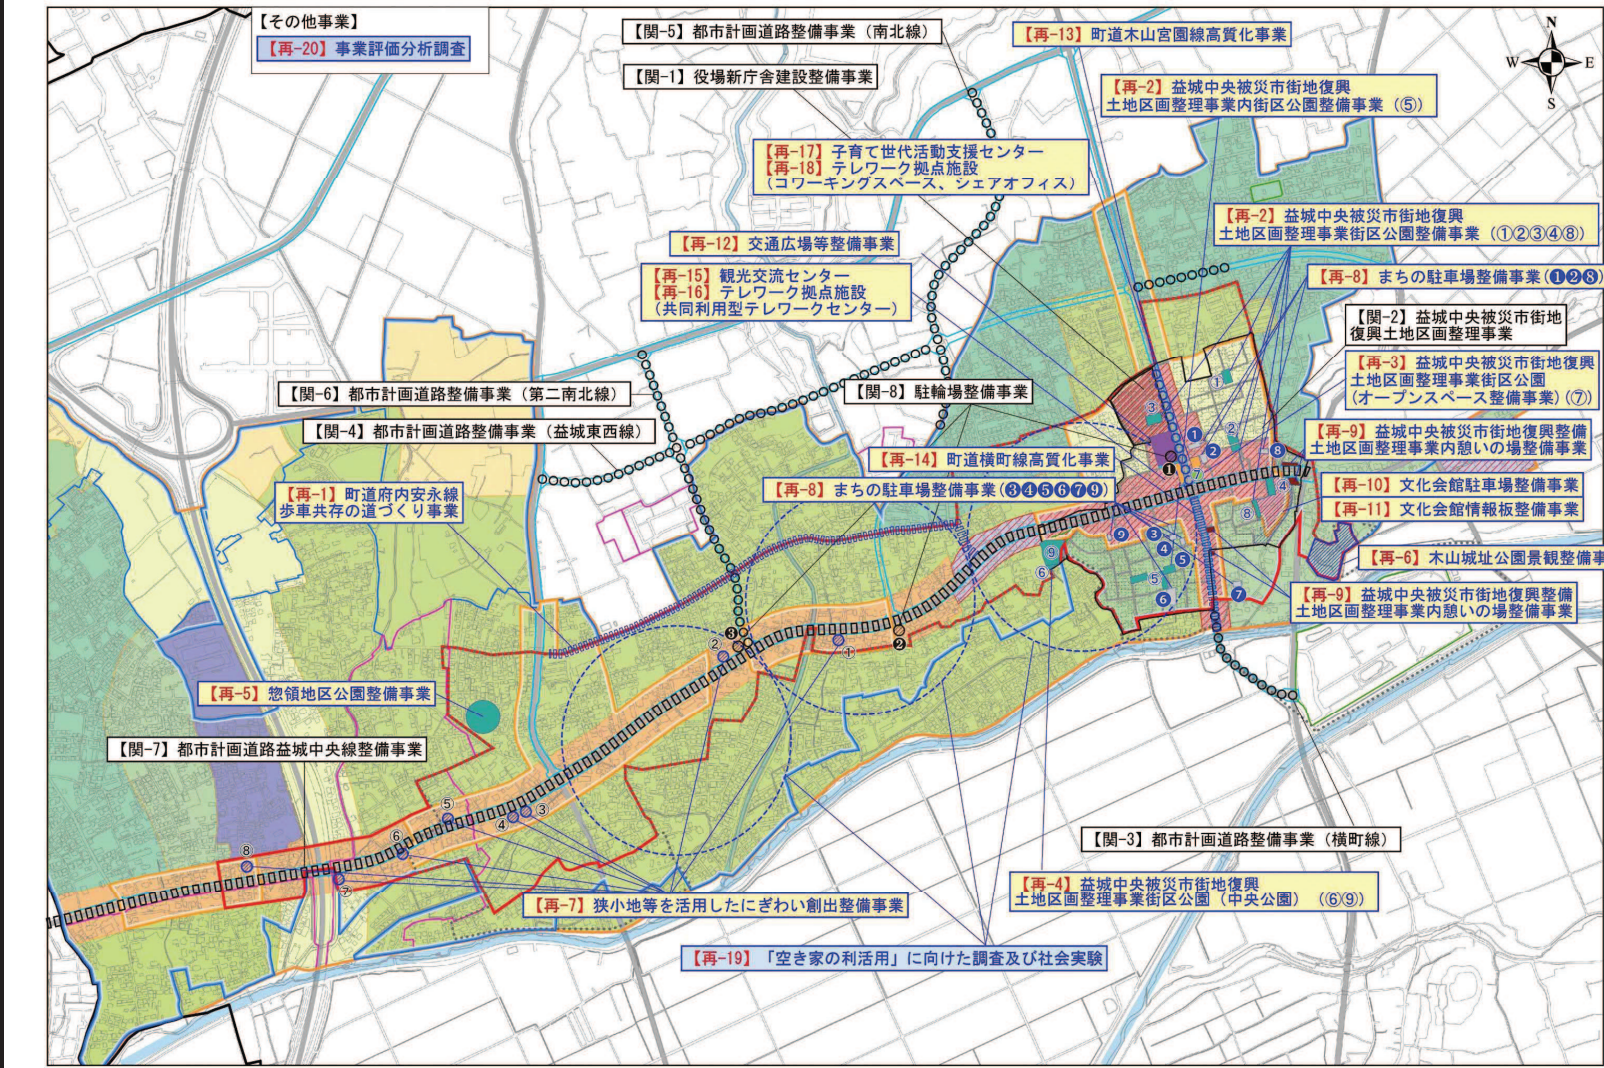 【その他事業】
【再-20】事業評価分析調査
【関-5】都市計画道路整備事業（南北線）
【関-1】役場新庁舎建設整備事業
【再-13】町道木山宮園線高質化事業
N
W
E
S
【再-2】益城中央被災市街地復興
土地区画整理事業内街区公園整備事業（⑤）
【再-17】子育て世代活動支援センター
【再-18】テレワーク拠点施設
（コワーキングスペース、シェアオフィス）
【再-2】益城中央被災市街地復興
土地区画整理事業街区公園整備事業（①②③④⑧）
【再-12】交通広場等整備事業
【再-15】観光交流センター
【再-16】テレワーク拠点施設
（共同利用型テレワークセンター）
【再-8】まちの駐車場整備事業(❶❷❽)
【関-2】益城中央被災市街地
復興土地区画整理事業
【再-3】益城中央被災市街地復興
土地区画整理事業街区公園
(オープンスペース整備事業)(⑦)
【関-6】都市計画道路整備事業（第二南北線）
【関-8】駐輪場整備事業
【関-4】都市計画道路整備事業（益城東西線）
【再-9】益城中央被災市街地復興整備
土地区画整理事業内憩いの場整備事業
【再-14】町道横町線高質化事業
【再-8】まちの駐車場整備事業(❸❹❺❻❼❾)
【再-10】文化会館駐車場整備事業
【再-11】文化会館情報板整備事業
【再-1】町道府内安永線
歩車共存の道づくり事業
【再-6】木山城址公園景観整備事
【再-9】益城中央被災市街地復興整備
土地区画整理事業内憩いの場整備事業
【再-5】惣領地区公園整備事業
【関-7】都市計画道路益城中央線整備事業
【関-3】都市計画道路整備事業（横町線）
【再-4】益城中央被災市街地復興
土地区画整理事業街区公園（中央公園）（⑥⑨）
【再-7】狭小地等を活用したにぎわい創出整備事業
【再-19】「空き家の利活用」に向けた調査及び社会実験
①
3
❶
2
❷
❽
❶
7
4
8
❾
❸
❹
❺
5
❻
❼
9
⑥
❸
②
①
❷
⑤
④
③
⑥
⑧
⑦